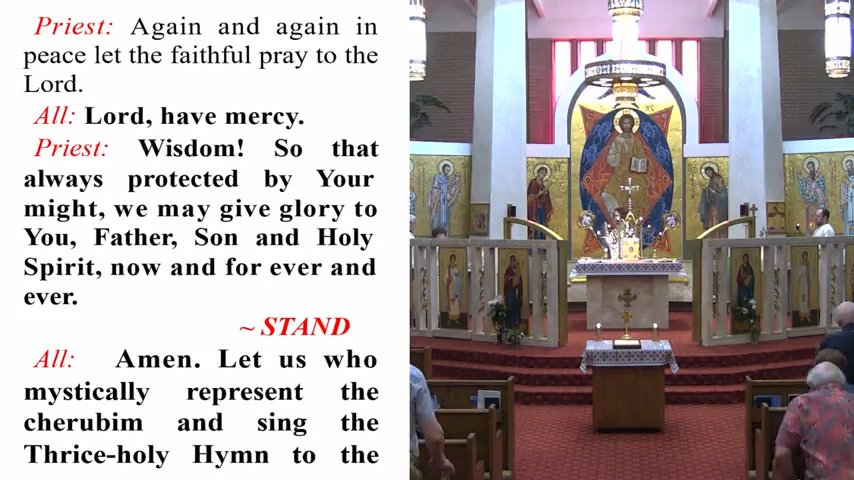 Priest: Again and again in
peace let the faithful pray to the
Lord.
All: Lord, have mercy.
Priest: Wisdom! So that
always protected by Your
might, we may give glory to
You, Father, Son and Holy
Spirit, now and for ever and
ever.
~ STAND
All: Amen. Let us who
mystically represent the
cherubim and sing the
Thrice-holy Hymn to the